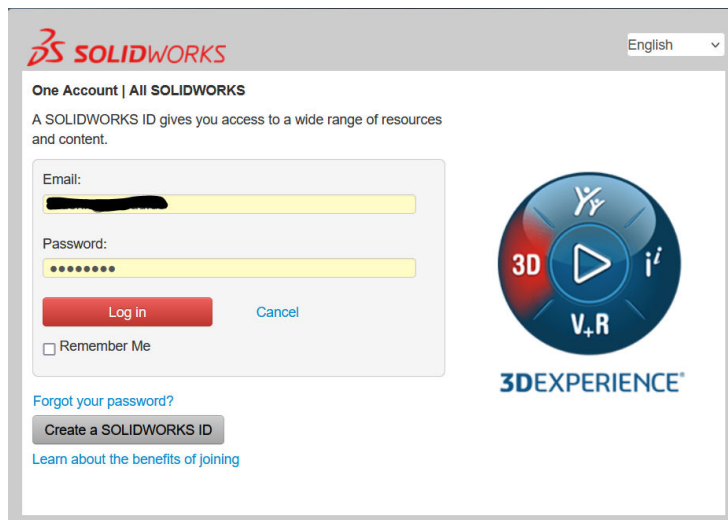 SOLIDWORKS
English
One Account | All SOLIDWORKS
A SOLIDWORKS ID gives you access to a wide range of resources
and content.
Email:
Password:
Log in
Cancel
Remember Me
Forgot your password?
Create a SOLIDWORKS ID
Learn about the benefits of joining
3D
i i
V+R
3DEXPERIENCE®